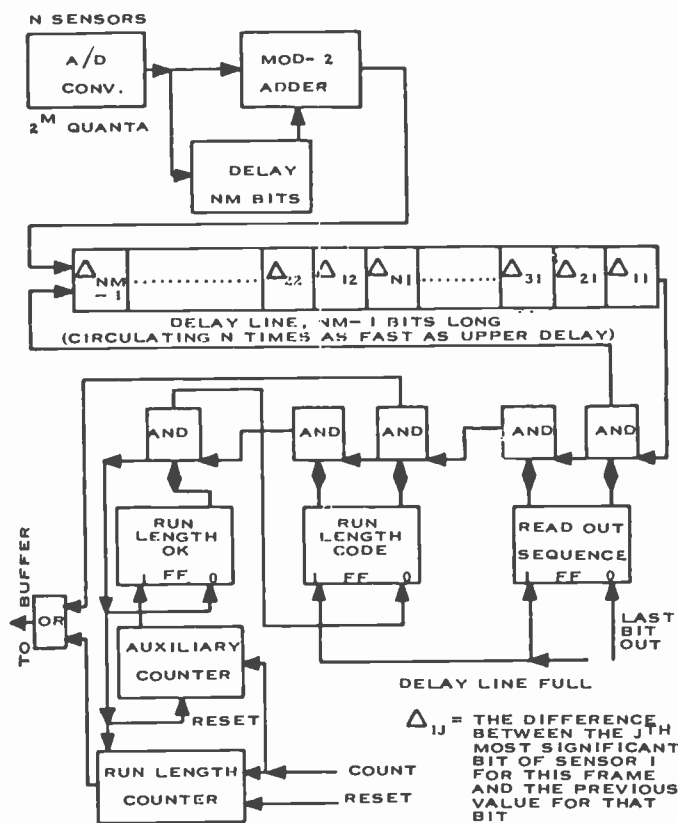 N SENSORS
A/D
CONV.
2^M QUANTA
MOD-2
ADDER
DELAY
NM BITS
Δ NM-1 ............ Δ22 Δ12 ΔN1 ............ Δ31 Δ21 Δ11
DELAY LINE, NM-1 BITS LONG
(CIRCULATING N TIMES AS FAST AS UPPER DELAY)
AND AND AND AND AND
RUN
LENGTH
OK
1 FF 0
RUN
LENGTH
CODE
1 FF 0
READ OUT
SEQUENCE
1 FF 0
TO BUFFER
OR
LAST
BIT
OUT
AUXILIARY
COUNTER
DELAY LINE FULL
RESET
RUN LENGTH
COUNTER
COUNT
RESET
Δ1J = THE DIFFERENCE
BETWEEN THE JTH
MOST SIGNIFICANT
BIT OF SENSOR 1
FOR THIS FRAME
AND THE PREVIOUS
VALUE FOR THAT
BIT